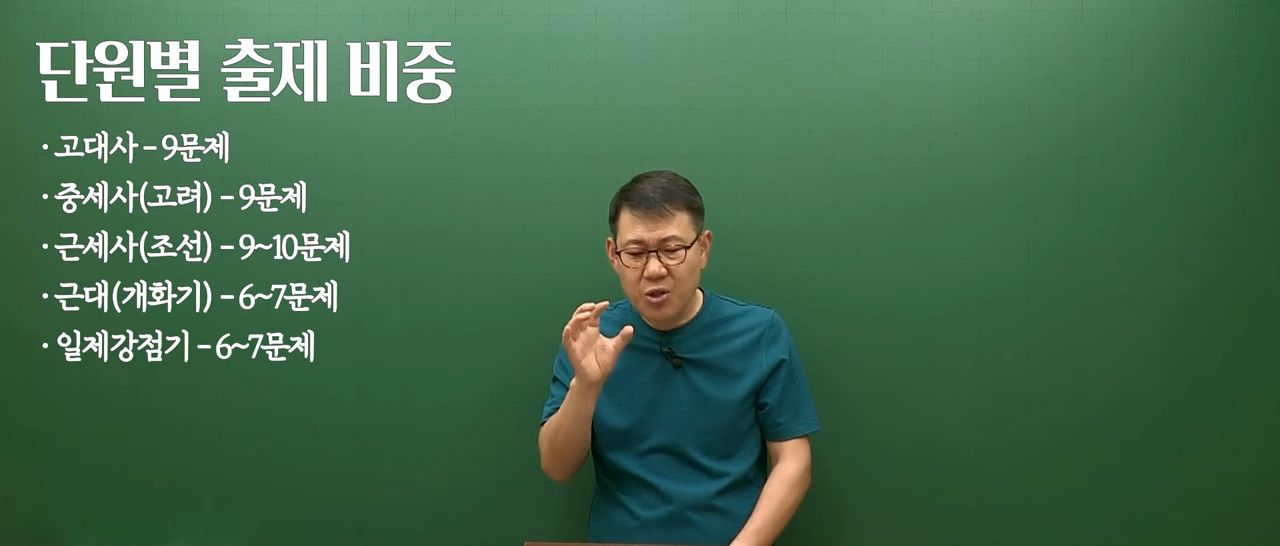 단원별 출제 비중
· 고대사 - 9문제
· 중세사(고려) - 9문제
· 근세사(조선) - 9~10문제
· 근대(개화기) - 6~7문제
· 일제강점기 - 6~7문제